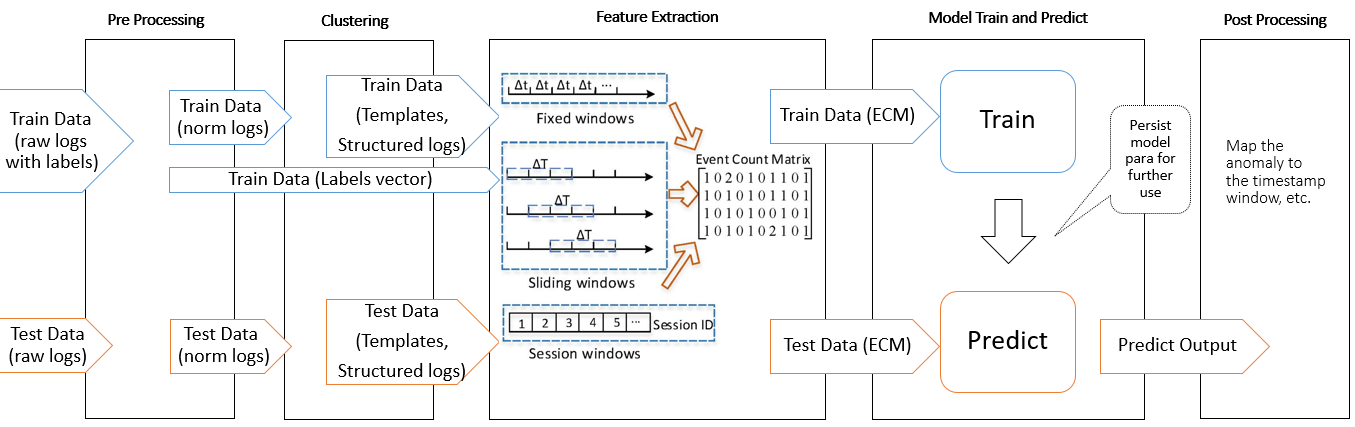 Pre Processing
Clustering
Feature Extraction
Model Train and Predict
Post Processing
Train Data
(raw logs
with labels)
Train Data
(norm logs)
Train Data
(Templates,
Structured logs)
Train Data (Labels vector)
Δt Δt Δt Δt ...
Fixed windows
ΔT
ΔT
ΔT
Sliding windows
1 2 3 4 5 ... Session ID
Session windows
Event Count Matrix
1 0 2 0 1 0 1 1 0 1
1 0 1 0 1 0 1 1 0 1
1 0 1 0 1 0 0 1 0 1
1 0 1 0 1 0 2 1 0 1
Train Data (ECM)
Train
Persist
model
para for
further
use
Map the
anomaly to
the timestamp
window, etc.
Test Data
(raw logs)
Test Data
(norm logs)
Test Data
(Templates,
Structured logs)
Test Data (ECM)
Predict
Predict Output